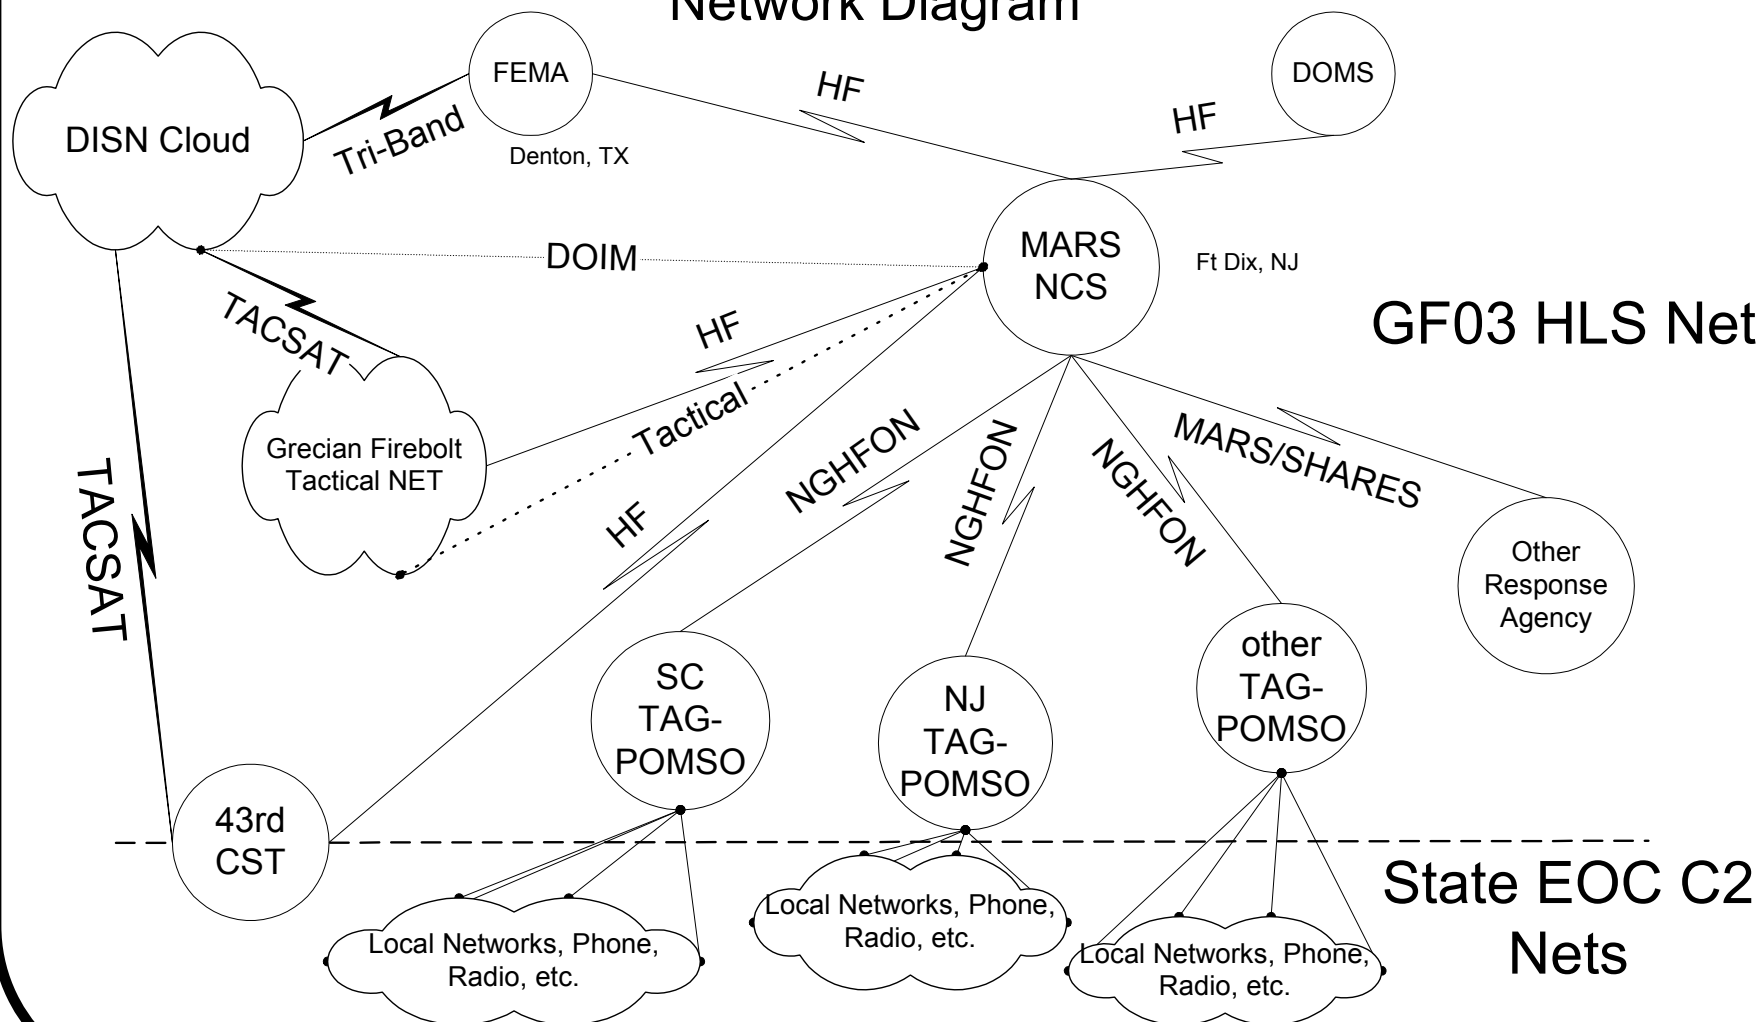 Network Diagram
FEMA
DOMS
HF
HF
DISN Cloud
Tri-Band
Denton, TX
MARS
NCS
Ft Dix, NJ
DOIM
TACSAT
HF
GF03 HLS Net
Tactical
Grecian Firebolt
Tactical NET
TACSAT
HF
NGHFON
NGHFON
NGHFON
MARS/SHARES
Other
Response
Agency
SC
TAG-
POMSO
NJ
TAG-
POMSO
other
TAG-
POMSO
43rd
CST
State EOC C2
Nets
Local Networks, Phone,
Radio, etc.
Local Networks, Phone,
Radio, etc.
Local Networks, Phone,
Radio, etc.